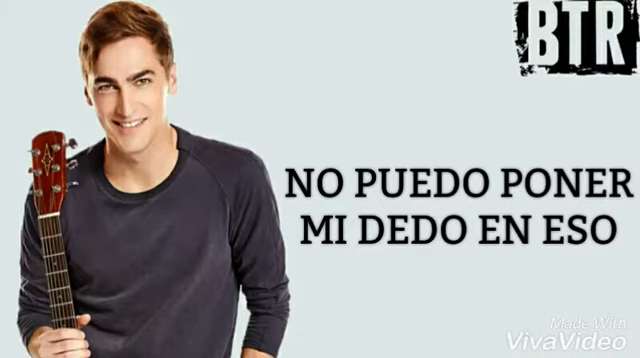 BTR
NO PUEDO PONER
MI DEDO EN ESO
Made With
VivaVideo